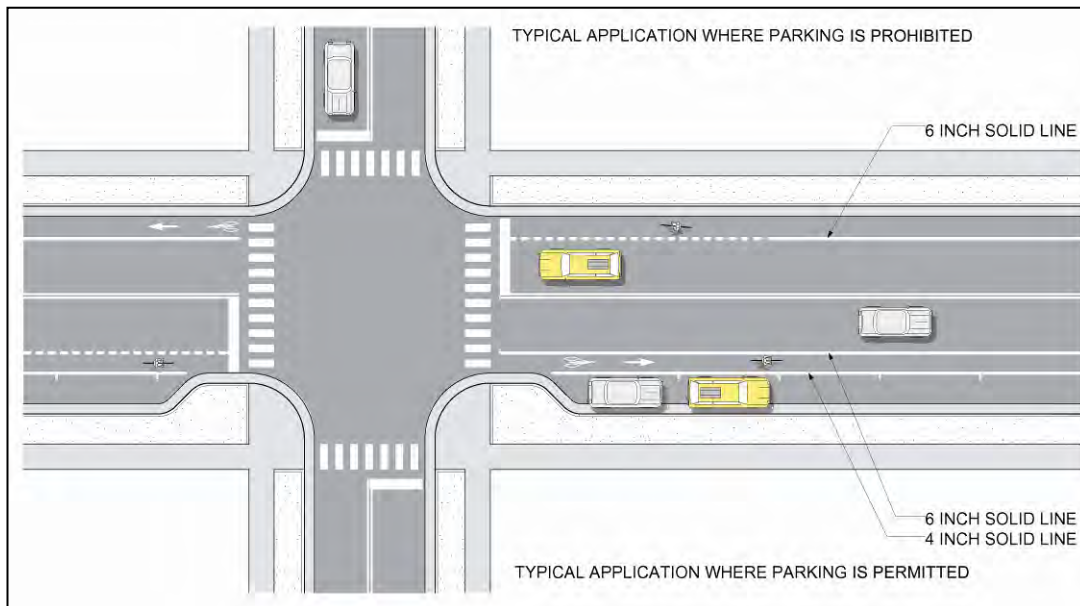 TYPICAL APPLICATION WHERE PARKING IS PROHIBITED
6 INCH SOLID LINE
6 INCH SOLID LINE
4 INCH SOLID LINE
TYPICAL APPLICATION WHERE PARKING IS PERMITTED